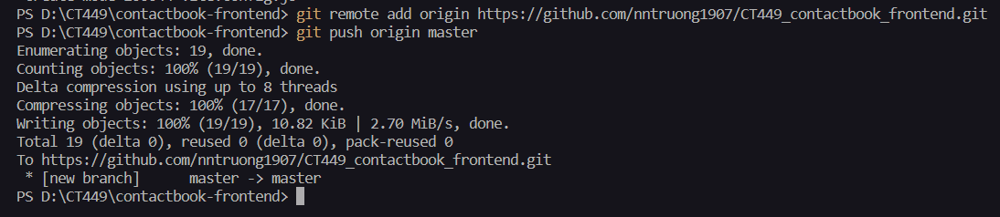 PS D:\CT449\contactbook-frontend> git remote add origin https://github.com/nntruong1907/CT449_contactbook_frontend.git
PS D:\CT449\contactbook-frontend> git push origin master
Enumerating objects: 19, done.
Counting objects: 100% (19/19), done.
Delta compression using up to 8 threads
Compressing objects: 100% (17/17), done.
Writing objects: 100% (19/19), 10.82 KiB | 2.70 MiB/s, done.
Total 19 (delta 0), reused 0 (delta 0), pack-reused 0
To https://github.com/nntruong1907/CT449_contactbook_frontend.git
 * [new branch]      master -> master
PS D:\CT449\contactbook-frontend>